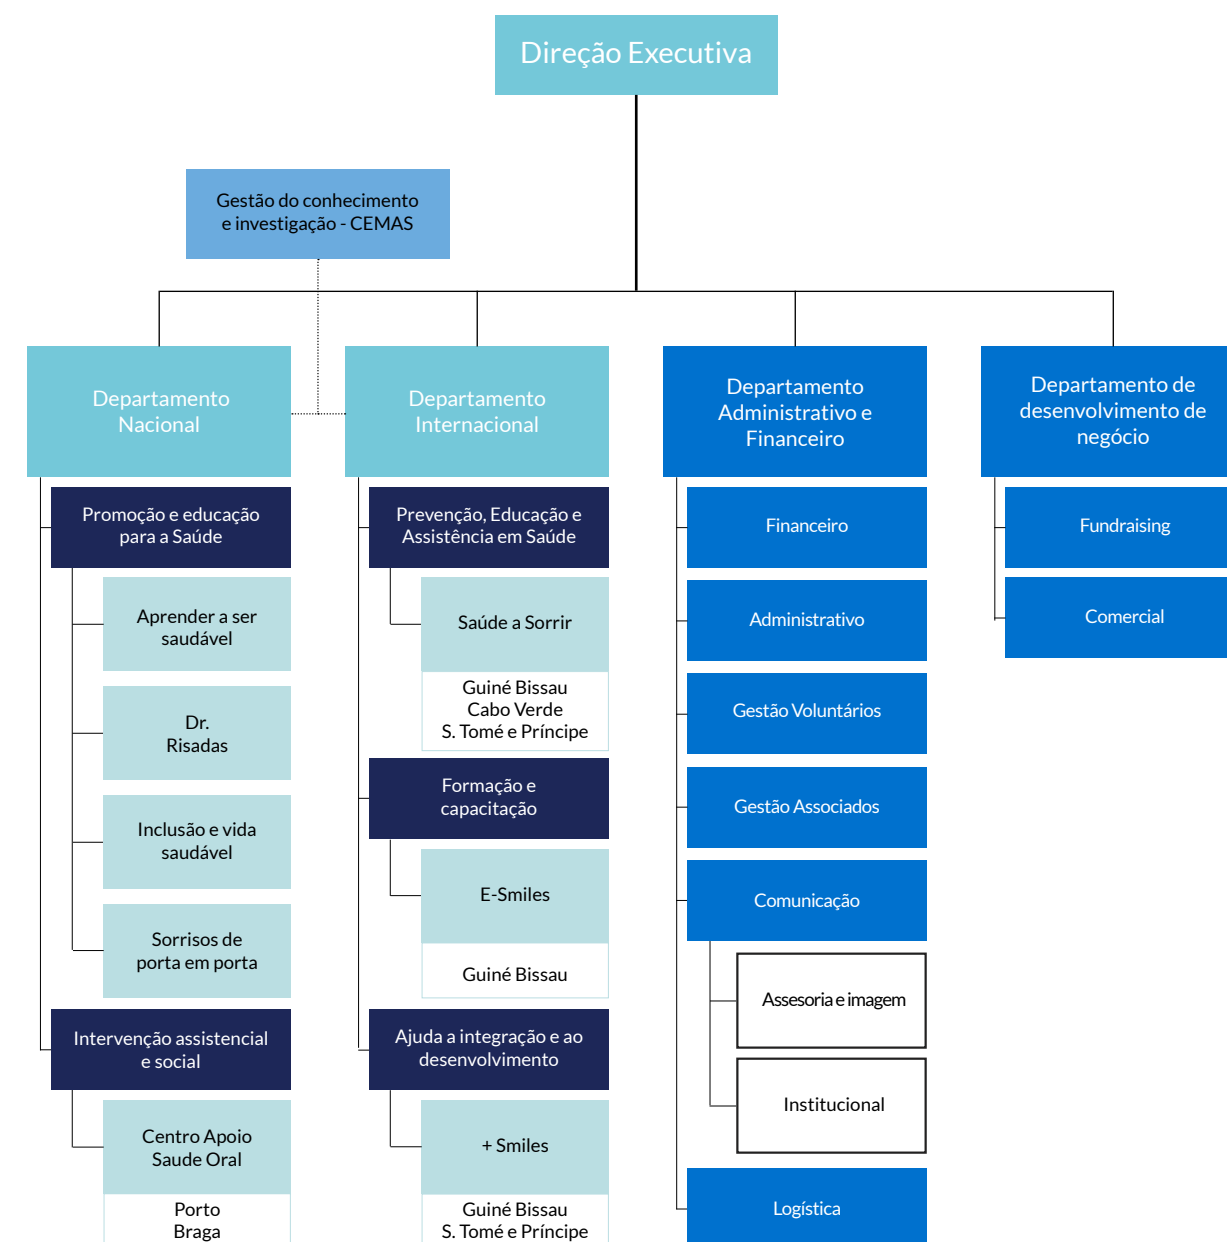 Direção Executiva
Gestão do conhecimento
e investigação - CEMAS
Departamento
Nacional
Promoção e educação
para a Saúde
Aprender a ser
saudável
Dr.
Risadas
Inclusão e vida
saudável
Sorrisos de
porta em porta
Intervenção assistencial
e social
Centro Apoio
Saude Oral
Porto
Braga
Departamento
Internacional
Prevenção, Educação e
Assistência em Saúde
Saúde a Sorrir
Guiné Bissau
Cabo Verde
S. Tomé e Príncipe
Formação e
capacitação
E-Smiles
Guiné Bissau
Ajuda a integração e ao
desenvolvimento
+ Smiles
Guiné Bissau
S. Tomé e Príncipe
Departamento
Administrativo e
Financeiro
Financeiro
Administrativo
Gestão Voluntários
Gestão Associados
Comunicação
Assesoria e imagem
Institucional
Logística
Departamento de
desenvolvimento de
negócio
Fundraising
Comercial